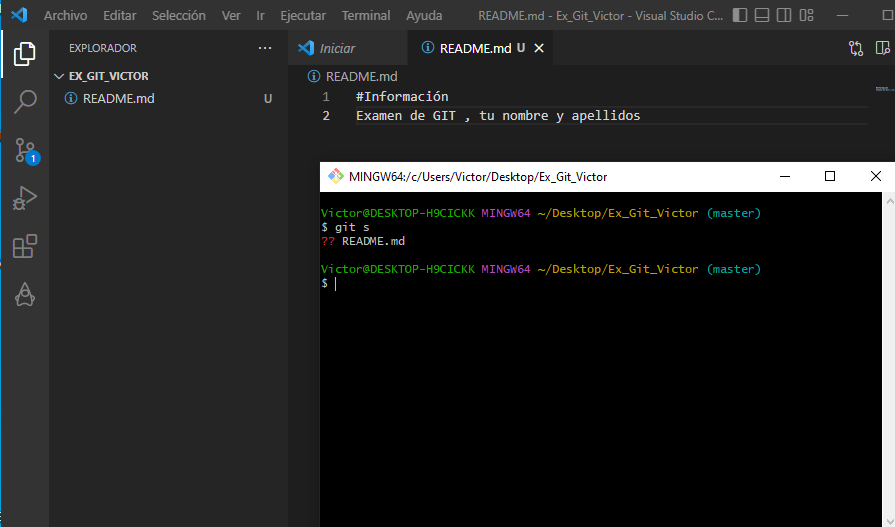 Archivo Editar Selección Ver Ir Ejecutar Terminal Ayuda README.md - Ex_Git_Victor - Visual Studio C...
EXPLORADOR
EX_GIT_VICTOR
README.md U
Iniciar README.md U
README.md
1 #Información
2 Examen de GIT , tu nombre y apellidos
1
MINGW64:/c/Users/Victor/Desktop/Ex_Git_Victor
Victor@DESKTOP-H9CICKK MINGW64 ~/Desktop/Ex_Git_Victor (master)
$ git s
?? README.md
Victor@DESKTOP-H9CICKK MINGW64 ~/Desktop/Ex_Git_Victor (master)
$